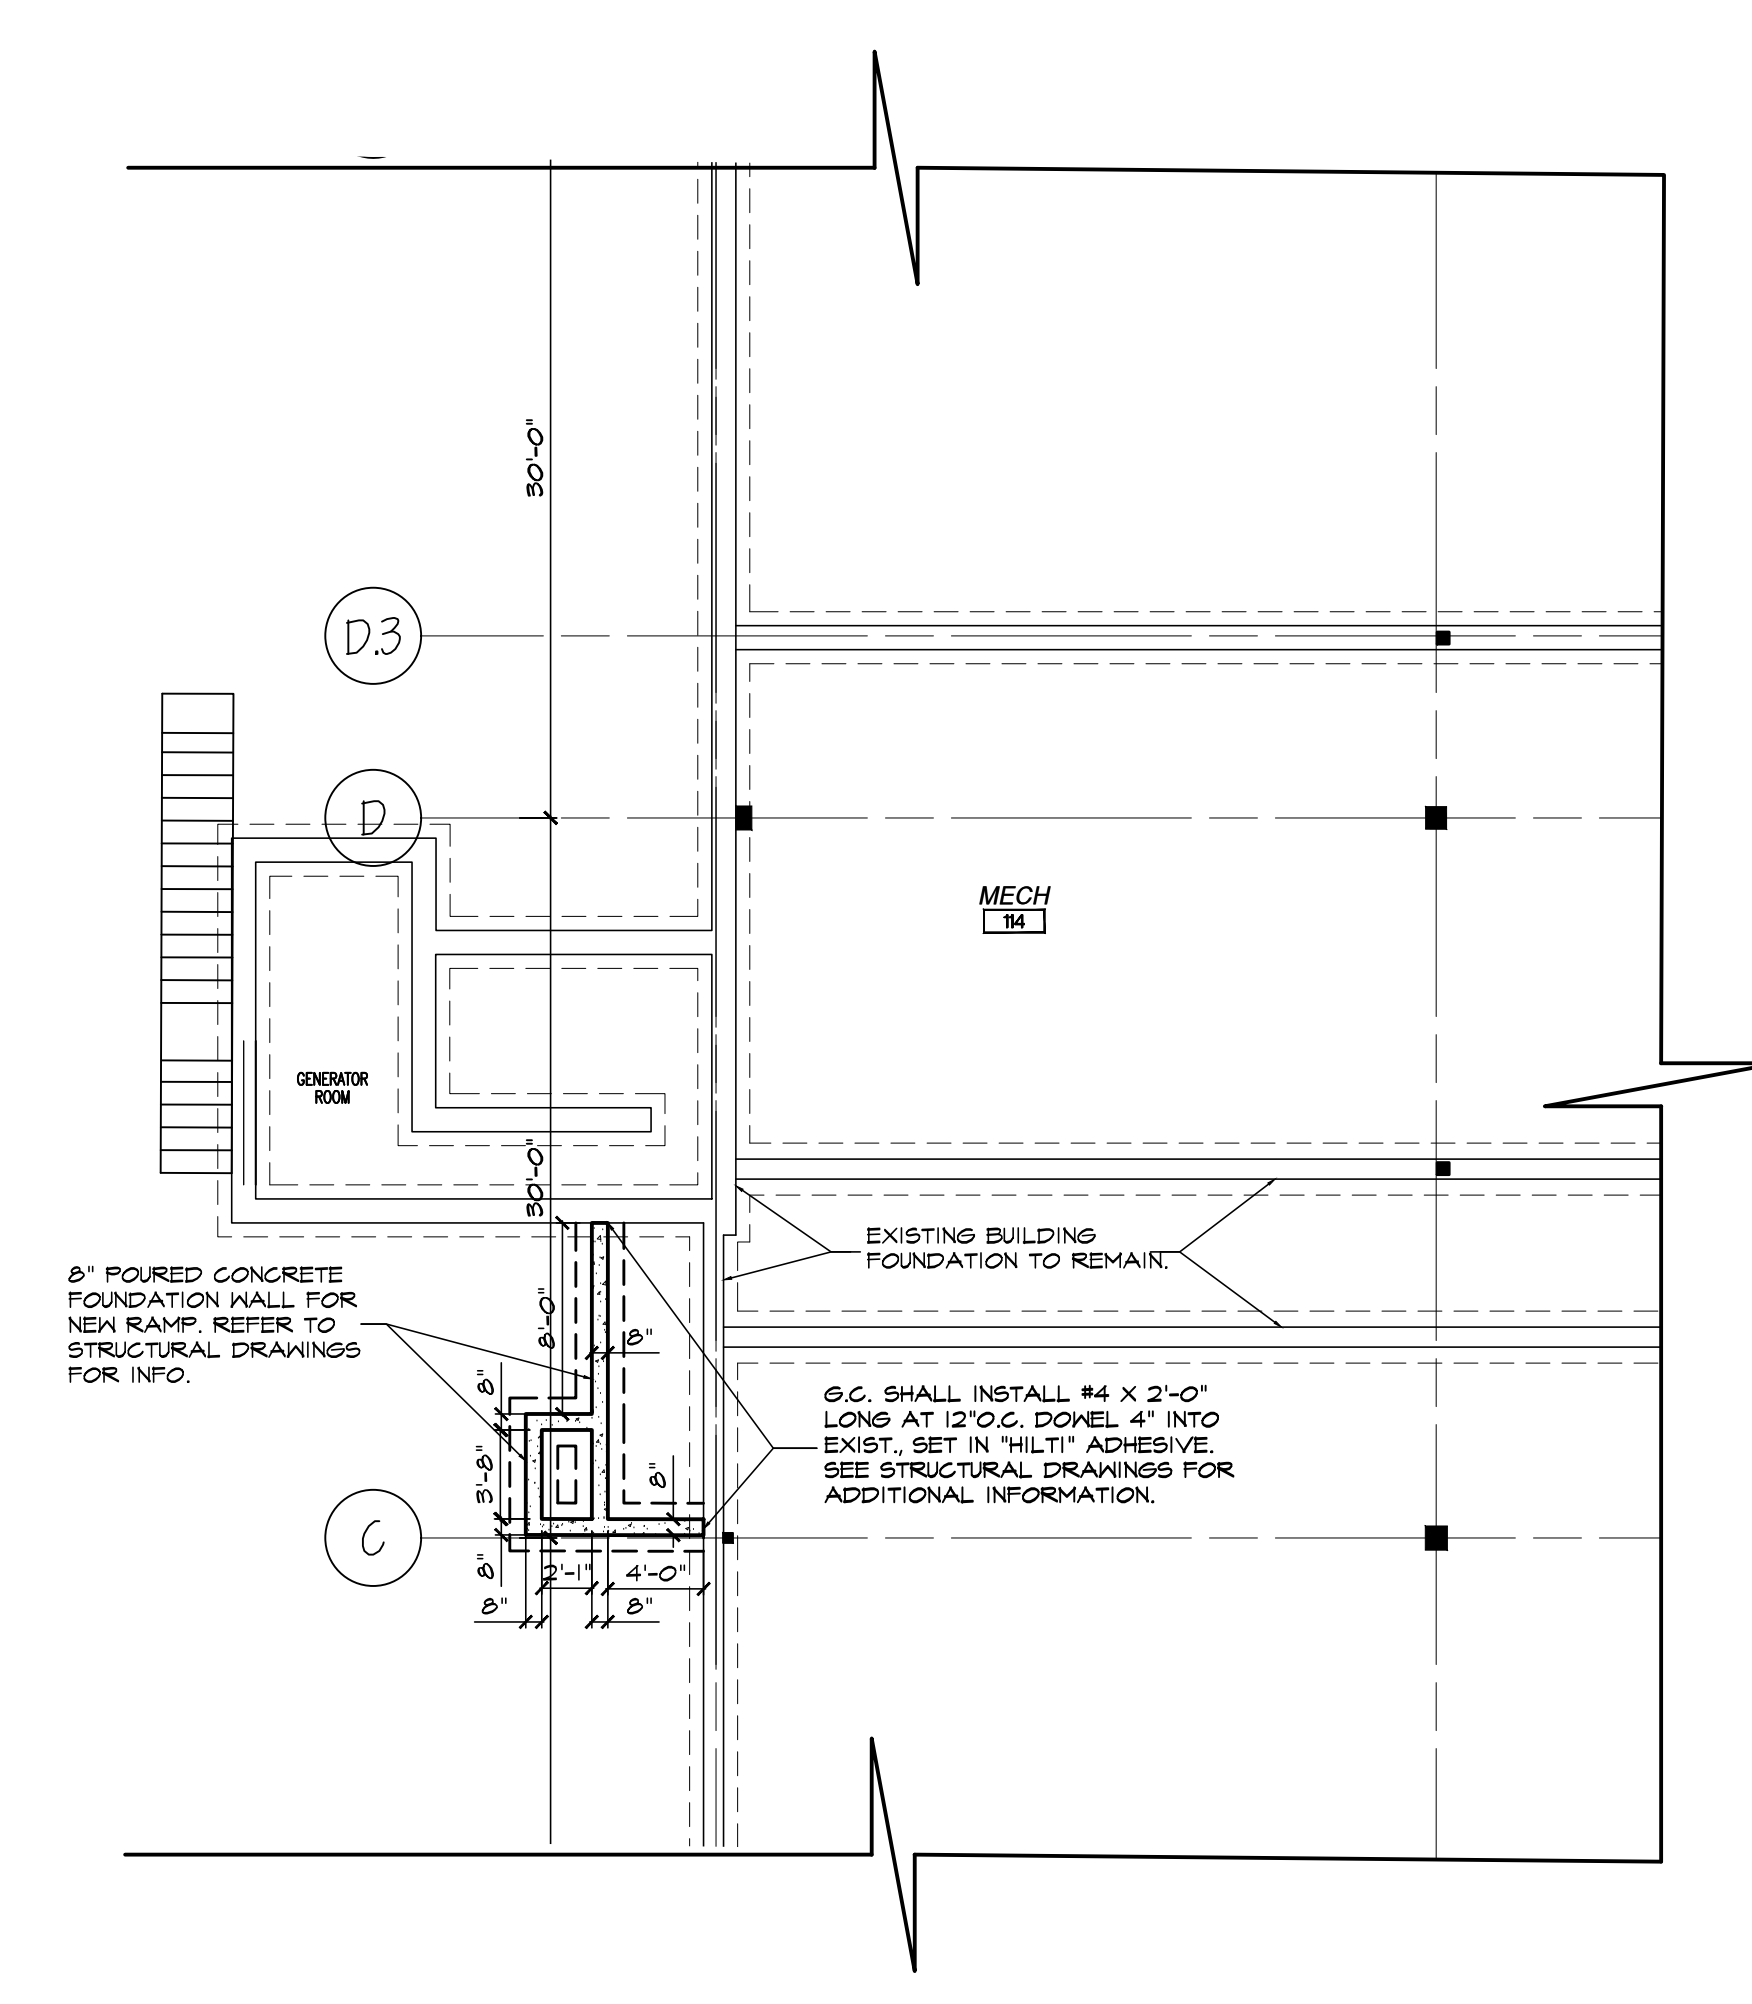 30'-0"
D.3
D
MECH
114
GENERATOR
ROOM
30'-0"
EXISTING BUILDING
FOUNDATION TO REMAIN.
8" POURED CONCRETE
FOUNDATION WALL FOR
NEW RAMP. REFER TO
STRUCTURAL DRAWINGS
FOR INFO.
8'-0"
8"
8"
G.C. SHALL INSTALL #4 X 2'-0"
LONG AT 12"O.C. DOWEL 4" INTO
EXIST., SET IN "HILTI" ADHESIVE.
SEE STRUCTURAL DRAWINGS FOR
ADDITIONAL INFORMATION.
3'-8"
8"
C
8"
2'-1"
4'-0"
8"
8"